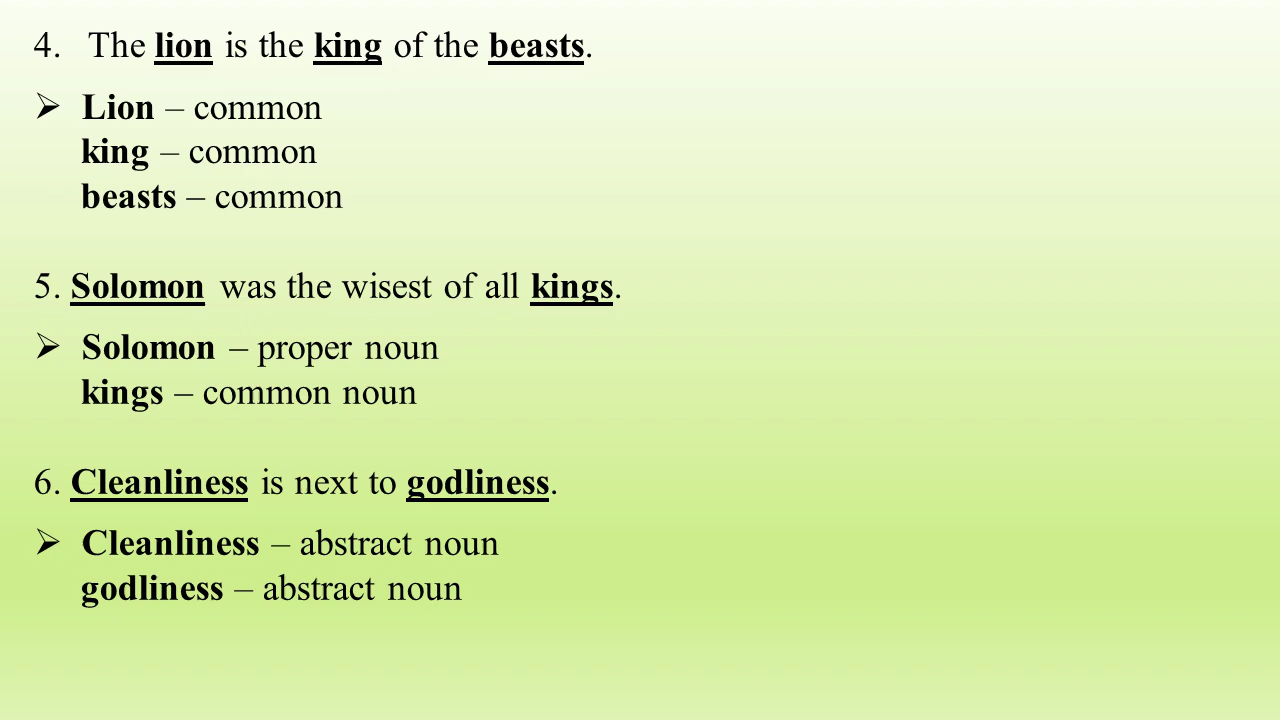 4. The lion is the king of the beasts.
➢ Lion – common
king – common
beasts – common
5. Solomon was the wisest of all kings.
➢ Solomon – proper noun
kings – common noun
6. Cleanliness is next to godliness.
➢ Cleanliness – abstract noun
godliness – abstract noun